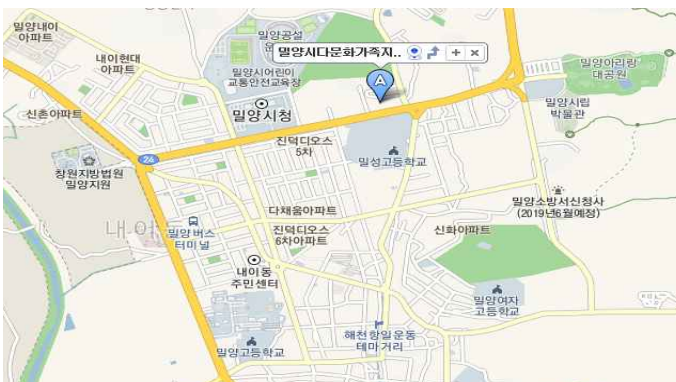 밀양내이
아파트
밀양공설
밀양시다문화가족지..
내이현대
아파트
밀양시어린이
교통안전교육장
밀양아리랑
대공원
신촌아파트
밀양시청
밀양시립
박물관
진덕디오스
5차
24
밀성고등학교
창원지방법원
밀양지원
밀양소방서신청사
(2019년6월예정)
다채움아파트
내이
밀양버스
터미널
진덕디오스
6차아파트
신화아파트
내이동
주민센터
밀양여자
고등학교
해천항일운동
테마거리
밀양고등학교
A